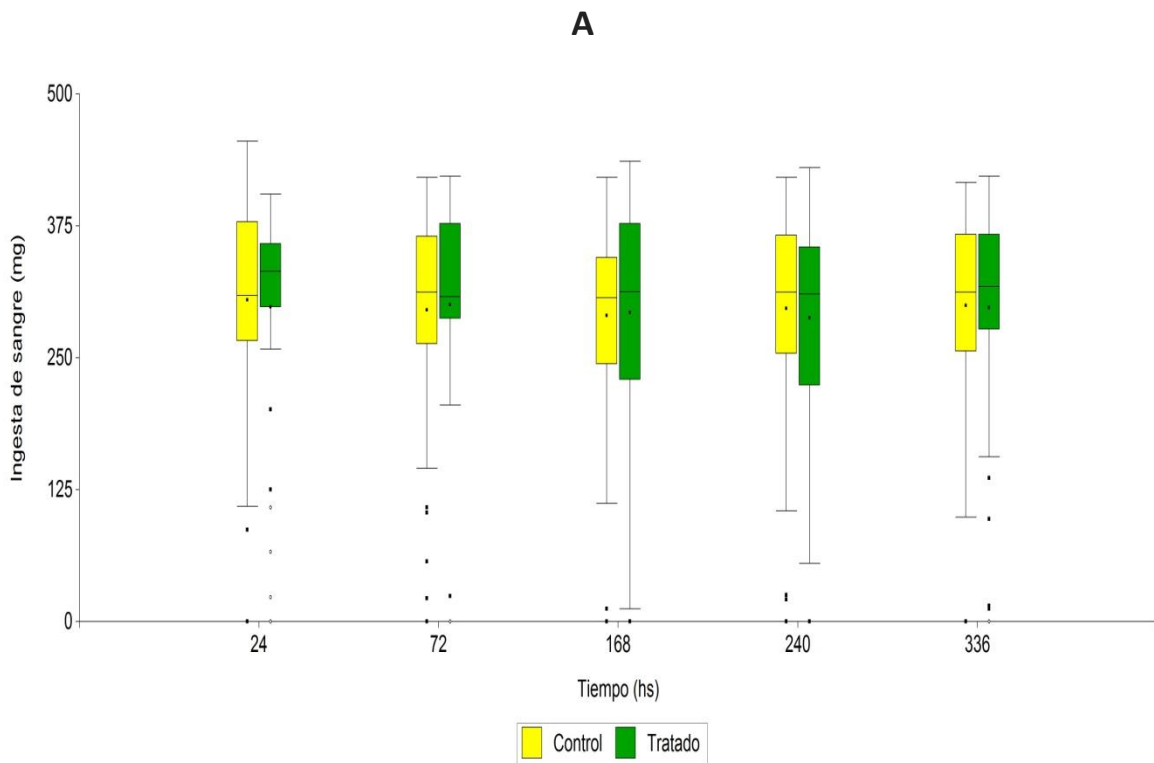 A
500
375
250
125
0
Ingesta de sangre (mg)
24 72 168 240 336
Tiempo (hs)
Control Tratado